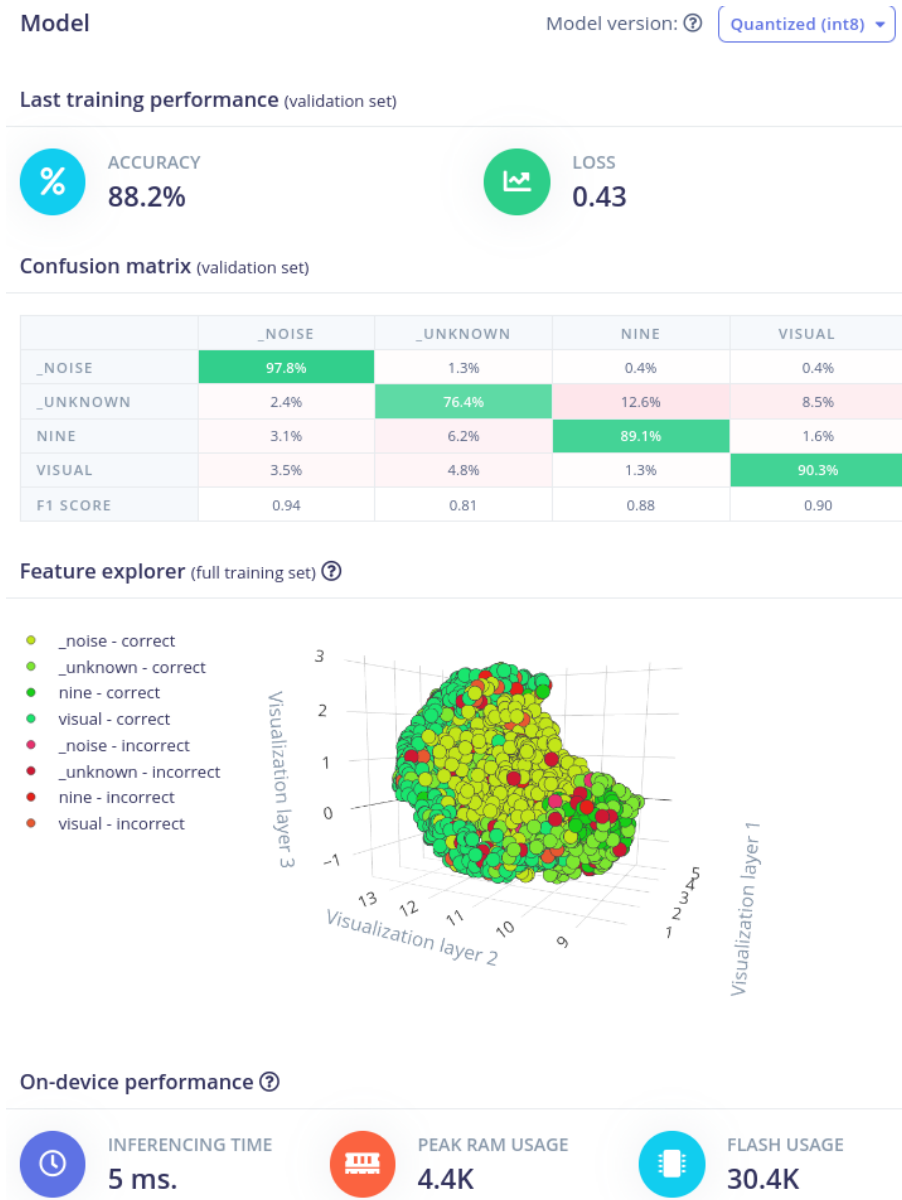 Model Model version: ? Quantized (int8)
Last training performance (validation set)
% ACCURACY LOSS
88.2% 0.43
Confusion matrix (validation set)
_NOISE _UNKNOWN NINE VISUAL
_NOISE 97.8% 1.3% 0.4% 0.4%
_UNKNOWN 2.4% 76.4% 12.6% 8.5%
NINE 3.1% 6.2% 89.1% 1.6%
VISUAL 3.5% 4.8% 1.3% 90.3%
F1 SCORE 0.94 0.81 0.88 0.90
Feature explorer (full training set) ?
_noise - correct
_unknown - correct
nine - correct
visual - correct
_noise - incorrect
_unknown - incorrect
nine - incorrect
visual - incorrect
3
2
1
0
−1
Visualization layer 3
13
12
11
10
9
Visualization layer 2
5
4
3
2
1
Visualization layer 1
On-device performance ?
INFERENCING TIME PEAK RAM USAGE FLASH USAGE
5 ms. 4.4K 30.4K